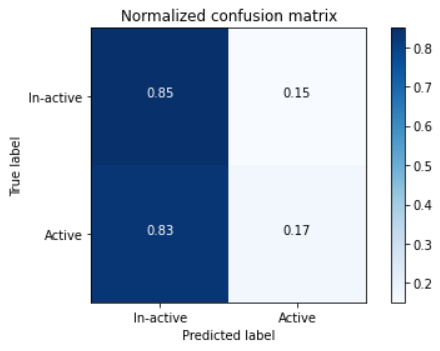 Normalized confusion matrix
True label
In-active
0.85
0.15
Active
0.83
0.17
In-active
Active
Predicted label
0.8
0.7
0.6
0.5
0.4
0.3
0.2